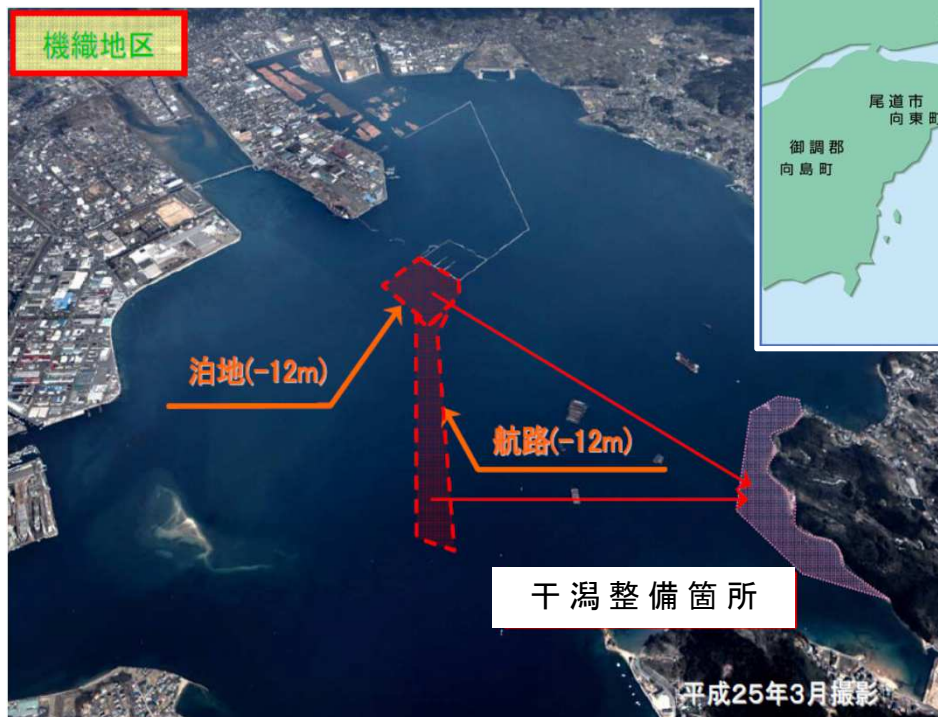 機織地区
尾道市
向東町
御調郡
向島町
泊地(-12m)
航路(-12m)
干潟整備箇所
平成25年3月撮影